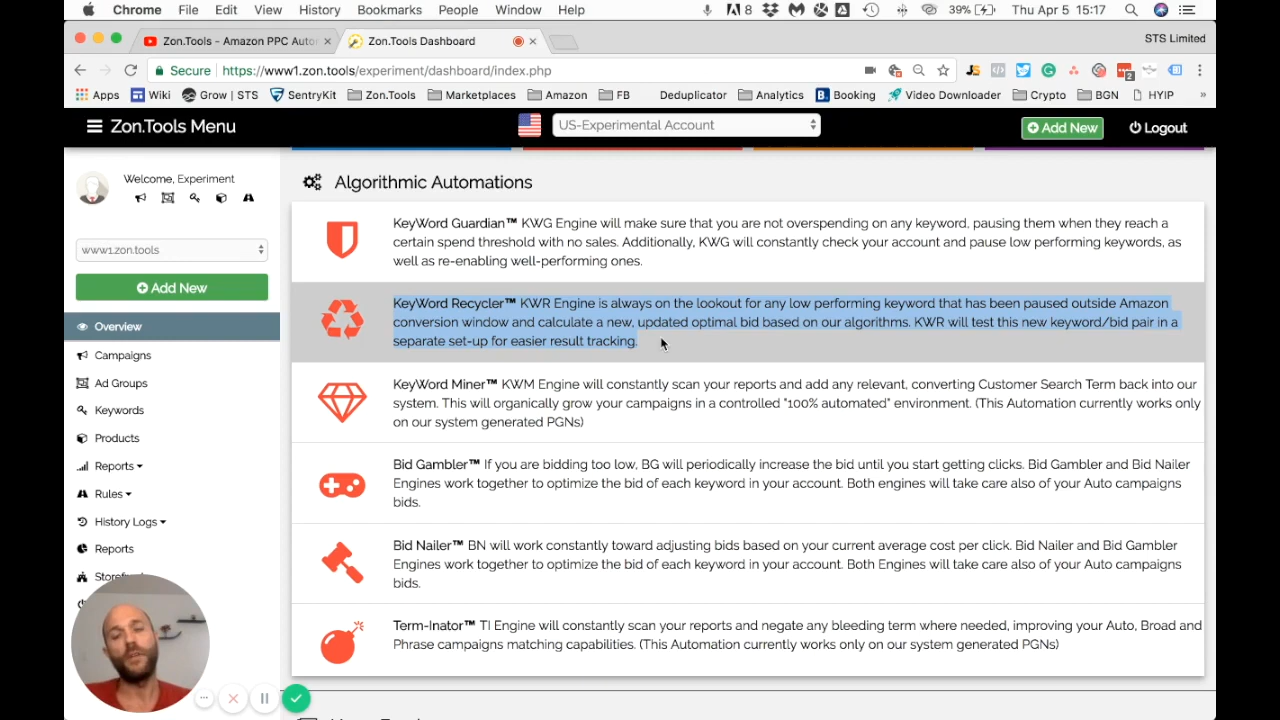 Chrome File Edit View History Bookmarks People Window Help 8 39% Thu Apr 5 15:17
Zon.Tools - Amazon PPC Auto Zon.Tools Dashboard STS Limited
Secure https://www1.zon.tools/experiment/dashboard/index.php 2
Apps Wiki Grow | STS SentryKit Zon.Tools Marketplaces Amazon FB Deduplicator Analytics Booking Video Downloader Crypto BGN HYIP »
Zon.Tools Menu US-Experimental Account Add New Logout
Welcome, Experiment
www1.zon.tools
Add New
Overview
Campaigns
Ad Groups
Keywords
Products
Reports
Rules
History Logs
Reports
Algorithmic Automations
KeyWord Guardian™ KWG Engine will make sure that you are not overspending on any keyword, pausing them when they reach a
certain spend threshold with no sales. Additionally, KWG will constantly check your account and pause low performing keywords, as
well as re-enabling well-performing ones.
KeyWord Recycler™ KWR Engine is always on the lookout for any low performing keyword that has been paused outside Amazon
conversion window and calculate a new, updated optimal bid based on our algorithms. KWR will test this new keyword/bid pair in a
separate set-up for easier result tracking.
KeyWord Miner™ KWM Engine will constantly scan your reports and add any relevant, converting Customer Search Term back into our
system. This will organically grow your campaigns in a controlled "100% automated" environment. (This Automation currently works only
on our system generated PGNs)
Bid Gambler™ If you are bidding too low, BG will periodically increase the bid until you start getting clicks. Bid Gambler and Bid Nailer
Engines work together to optimize the bid of each keyword in your account. Both engines will take care also of your Auto campaigns
bids.
Bid Nailer™ BN will work constantly toward adjusting bids based on your current average cost per click. Bid Nailer and Bid Gambler
Engines work together to optimize the bid of each keyword in your account. Both Engines will take care also of your Auto campaigns
bids.
Term-Inator™ TI Engine will constantly scan your reports and negate any bleeding term where needed, improving your Auto, Broad and
Phrase campaigns matching capabilities. (This Automation currently works only on our system generated PGNs)